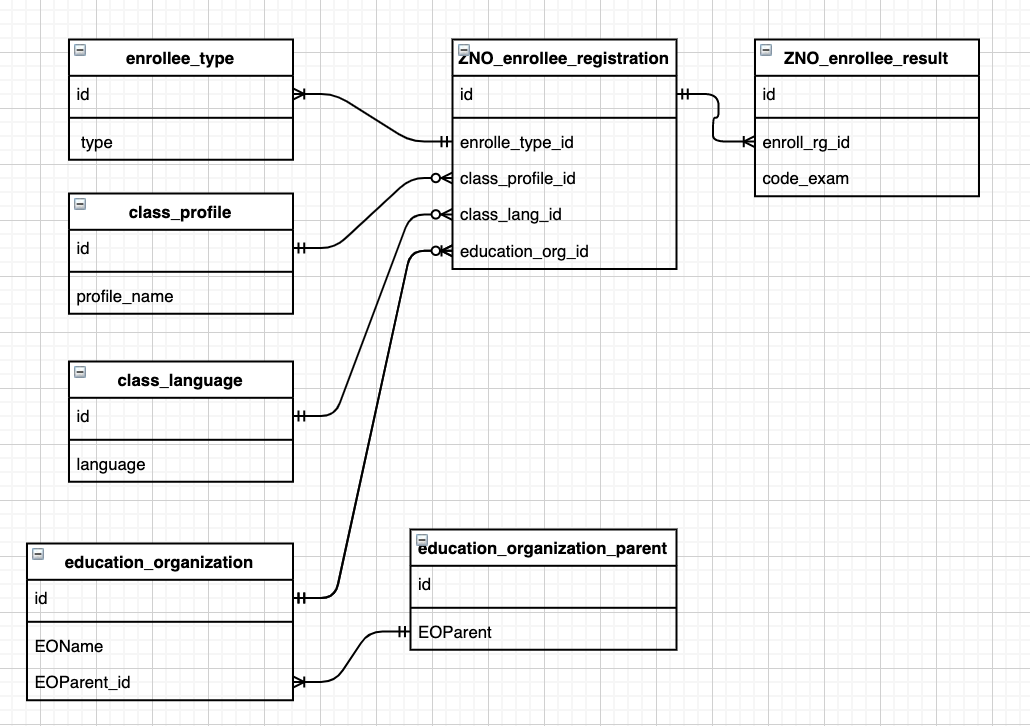 enrollee_type
id
type
class_profile
id
profile_name
class_language
id
language
education_organization
id
EOName
EOParent_id
ZNO_enrollee_registration
id
enrolle_type_id
class_profile_id
class_lang_id
education_org_id
education_organization_parent
id
EOParent
ZNO_enrollee_result
id
enroll_rg_id
code_exam